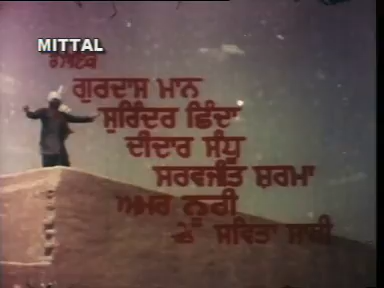 MITTAL
ਗੁਰਦਾਸ ਮਾਨ
ਸੁਰਿੰਦਰ ਛਿੰਦਾ
ਦੀਦਾਰ ਸੰਧੂ
ਸਰਵਜੀਤ ਸ਼ਰਮਾ
ਅਮਰ ਨੂਰੀ
ਸਵਿਤਾ ਸਾਥੀ